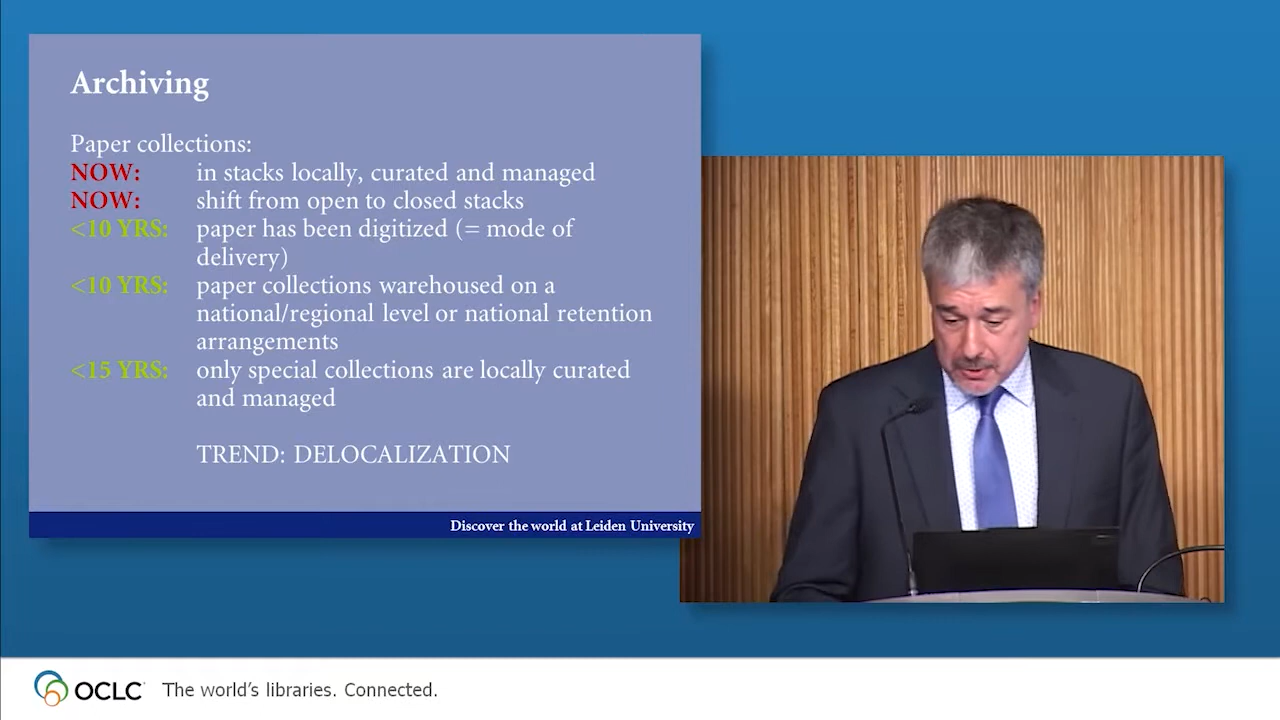 Archiving
Paper collections:
NOW: in stacks locally, curated and managed
NOW: shift from open to closed stacks
<10 YRS: paper has been digitized (= mode of
delivery)
<10 YRS: paper collections warehoused on a
national/regional level or national retention
arrangements
<15 YRS: only special collections are locally curated
and managed
TREND: DELOCALIZATION
Discover the world at Leiden University
OCLC The world's libraries. Connected.